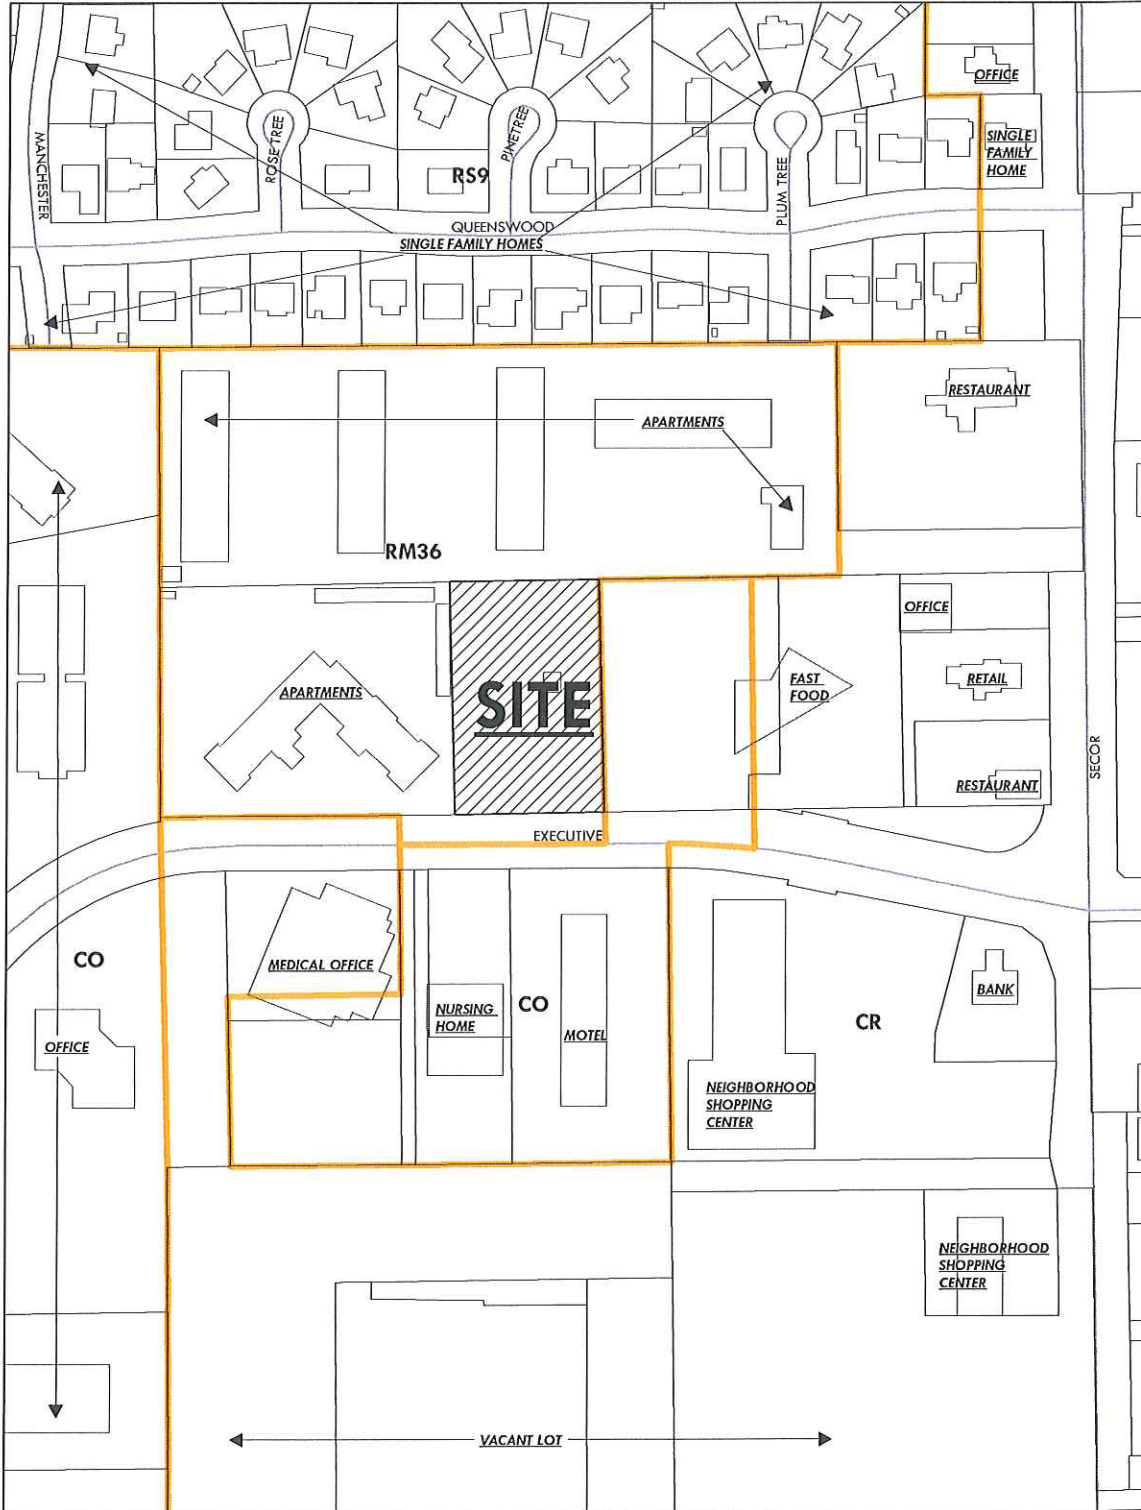 OFFICE
MANCHESTER
ROSE TREE
PINETREE
PLUM TREE
SINGLE
FAMILY
HOME
RS9
QUEENSWOOD
SINGLE FAMILY HOMES
RESTAURANT
APARTMENTS
RM36
OFFICE
APARTMENTS
SITE
FAST
FOOD
RETAIL
RESTAURANT
SECOR
EXECUTIVE
CO
MEDICAL OFFICE
NURSING
HOME
CO
MOTEL
CR
BANK
OFFICE
NEIGHBORHOOD
SHOPPING
CENTER
NEIGHBORHOOD
SHOPPING
CENTER
VACANT LOT